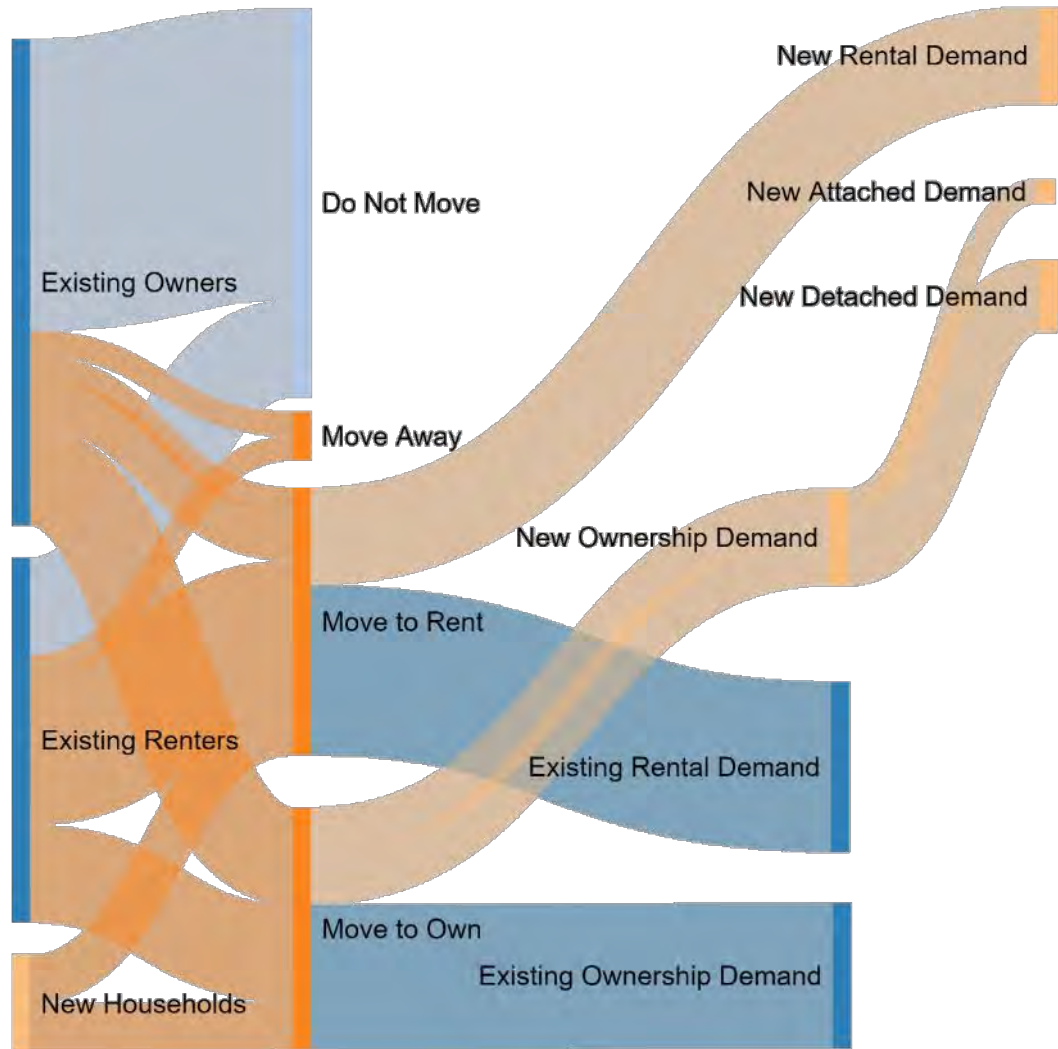 New Rental Demand
New Attached Demand
Do Not Move
Existing Owners
New Detached Demand
Move Away
New Ownership Demand
Move to Rent
Existing Renters
Existing Rental Demand
Move to Own
Existing Ownership Demand
New Households